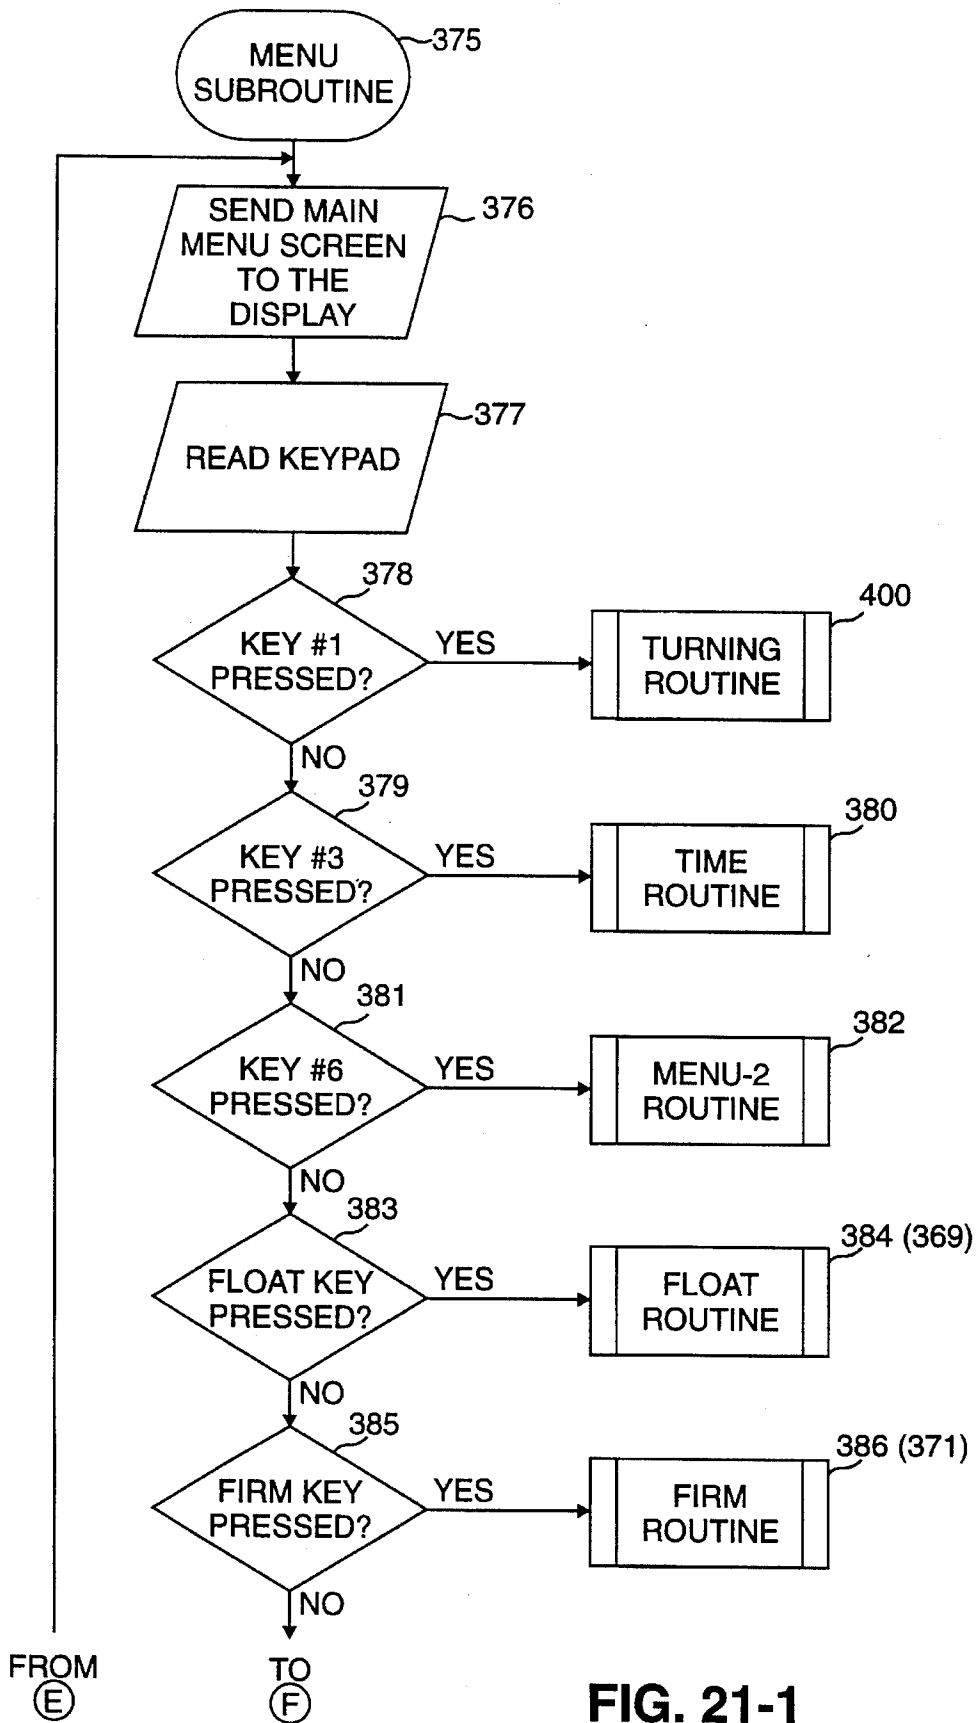 MENU
SUBROUTINE
375
SEND MAIN
MENU SCREEN
TO THE
DISPLAY
376
READ KEYPAD
377
378
KEY #1
PRESSED?
YES
TURNING
ROUTINE
400
NO
379
KEY #3
PRESSED?
YES
TIME
ROUTINE
380
NO
381
KEY #6
PRESSED?
YES
MENU-2
ROUTINE
382
NO
383
FLOAT KEY
PRESSED?
YES
FLOAT
ROUTINE
384 (369)
NO
385
FIRM KEY
PRESSED?
YES
FIRM
ROUTINE
386 (371)
NO
FROM
E
TO
F
FIG. 21-1